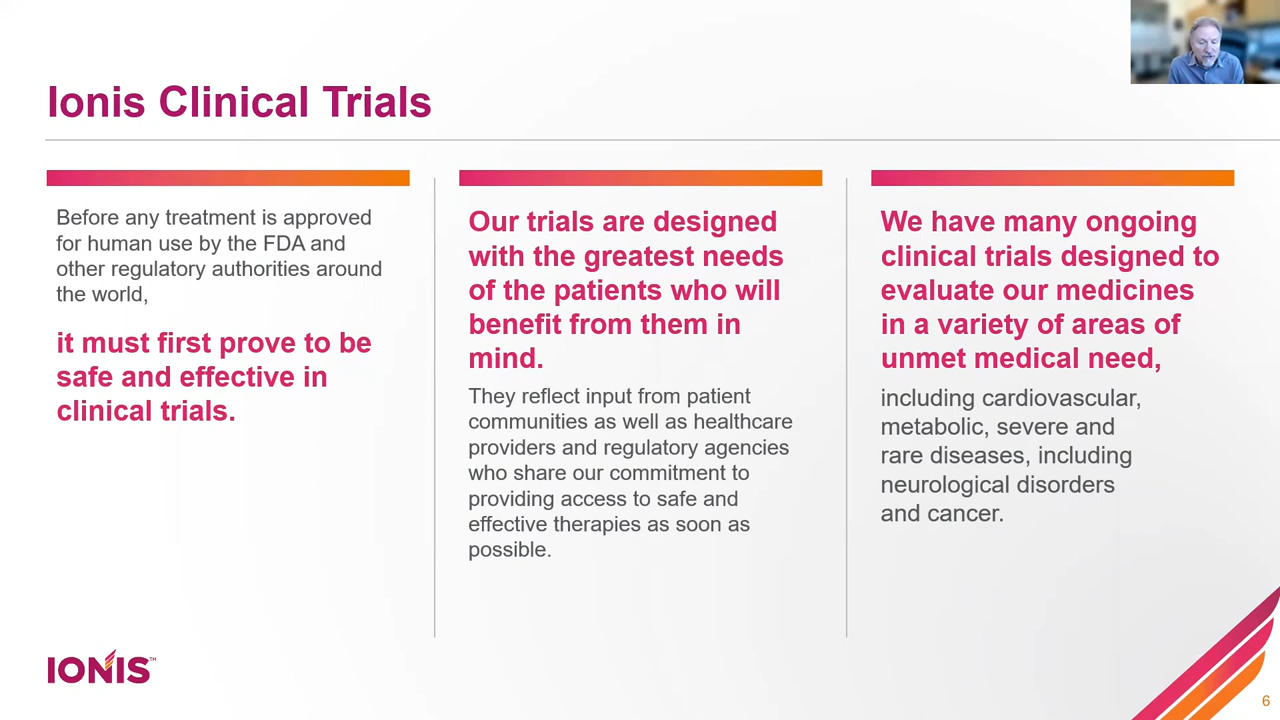 Ionis Clinical Trials
Before any treatment is approved
for human use by the FDA and
other regulatory authorities around
the world,
it must first prove to be
safe and effective in
clinical trials.
Our trials are designed
with the greatest needs
of the patients who will
benefit from them in
mind.
They reflect input from patient
communities as well as healthcare
providers and regulatory agencies
who share our commitment to
providing access to safe and
effective therapies as soon as
possible.
We have many ongoing
clinical trials designed to
evaluate our medicines
in a variety of areas of
unmet medical need,
including cardiovascular,
metabolic, severe and
rare diseases, including
neurological disorders
and cancer.
IONIS™
6